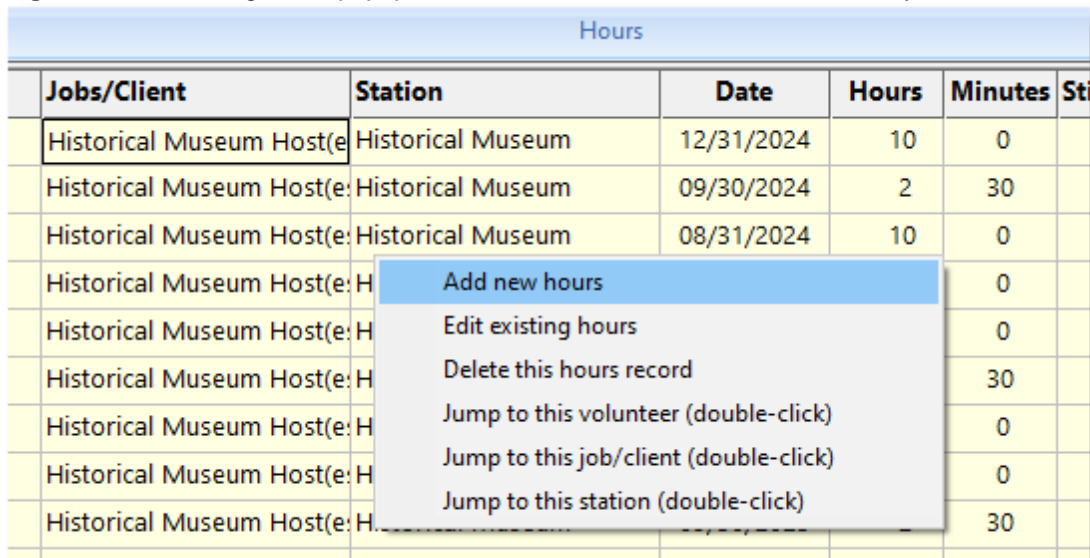 Hours
Jobs/Client Station Date Hours Minutes
Historical Museum Host(e Historical Museum 12/31/2024 10 0
Historical Museum Host(e Historical Museum 09/30/2024 2 30
Historical Museum Host(e Historical Museum 08/31/2024 10 0
Historical Museum Host(e H Add new hours 0
Historical Museum Host(e H Edit existing hours 0
Historical Museum Host(e H Delete this hours record 30
Historical Museum Host(e H Jump to this volunteer (double-click) 0
Historical Museum Host(e H Jump to this job/client (double-click) 0
Historical Museum Host(e H Jump to this station (double-click) 30